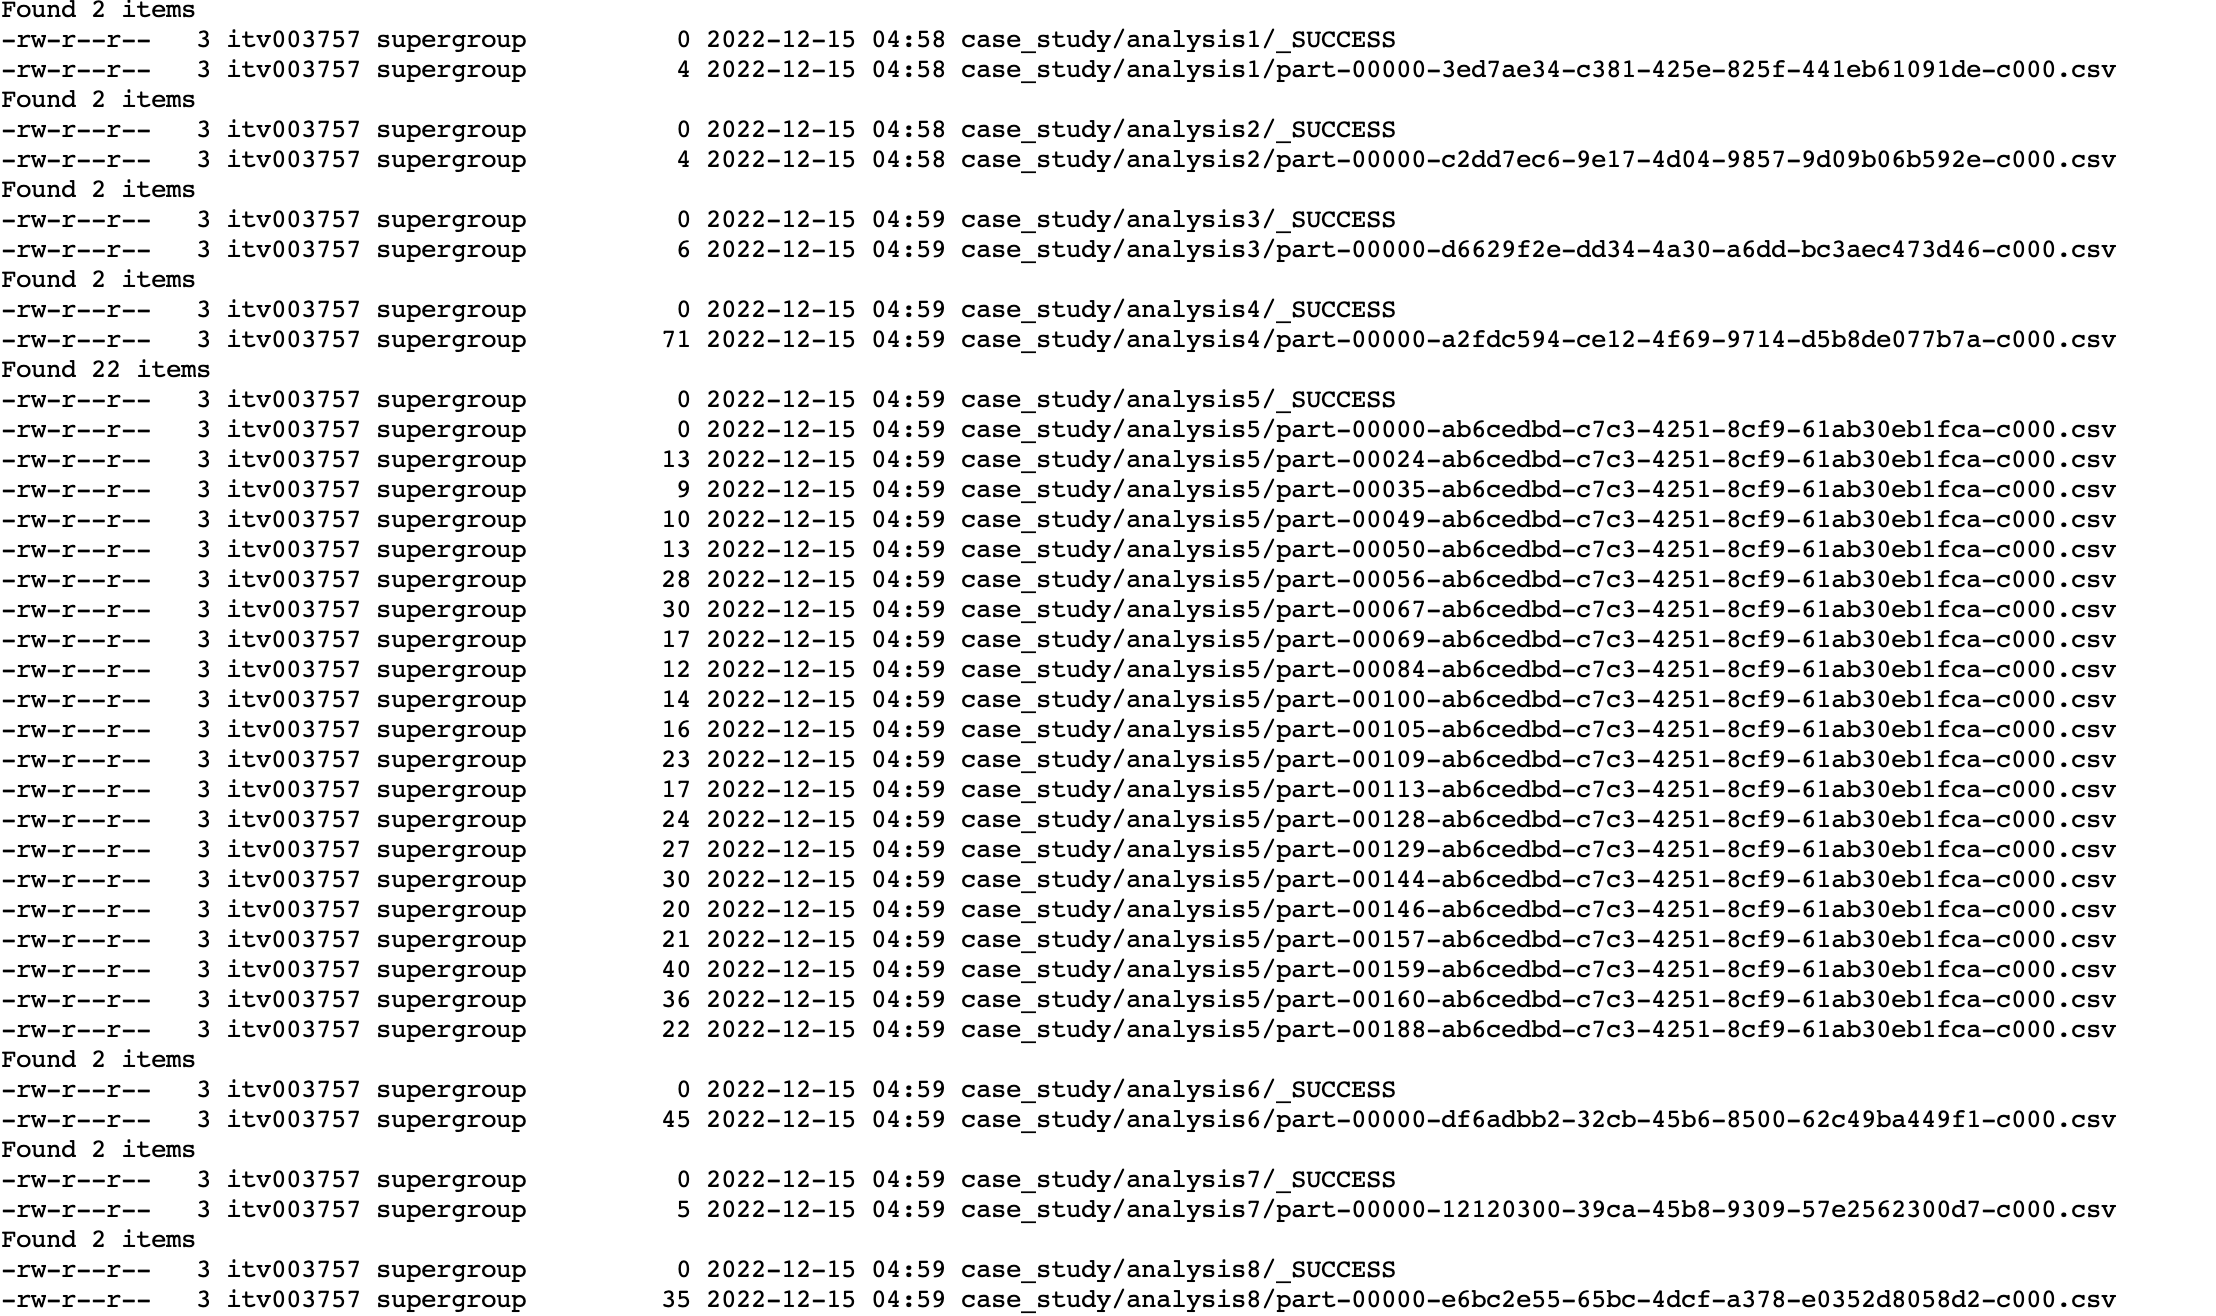 Found 2 items
-rw-r--r--   3 itv003757 supergroup          0 2022-12-15 04:58 case_study/analysis1/_SUCCESS
-rw-r--r--   3 itv003757 supergroup          4 2022-12-15 04:58 case_study/analysis1/part-00000-3ed7ae34-c381-425e-825f-441eb61091de-c000.csv
Found 2 items
-rw-r--r--   3 itv003757 supergroup          0 2022-12-15 04:58 case_study/analysis2/_SUCCESS
-rw-r--r--   3 itv003757 supergroup          4 2022-12-15 04:58 case_study/analysis2/part-00000-c2dd7ec6-9e17-4d04-9857-9d09b06b592e-c000.csv
Found 2 items
-rw-r--r--   3 itv003757 supergroup          0 2022-12-15 04:59 case_study/analysis3/_SUCCESS
-rw-r--r--   3 itv003757 supergroup          6 2022-12-15 04:59 case_study/analysis3/part-00000-d6629f2e-dd34-4a30-a6dd-bc3aec473d46-c000.csv
Found 2 items
-rw-r--r--   3 itv003757 supergroup          0 2022-12-15 04:59 case_study/analysis4/_SUCCESS
-rw-r--r--   3 itv003757 supergroup         71 2022-12-15 04:59 case_study/analysis4/part-00000-a2fdc594-ce12-4f69-9714-d5b8de077b7a-c000.csv
Found 22 items
-rw-r--r--   3 itv003757 supergroup          0 2022-12-15 04:59 case_study/analysis5/_SUCCESS
-rw-r--r--   3 itv003757 supergroup          0 2022-12-15 04:59 case_study/analysis5/part-00000-ab6cedbd-c7c3-4251-8cf9-61ab30eb1fca-c000.csv
-rw-r--r--   3 itv003757 supergroup         13 2022-12-15 04:59 case_study/analysis5/part-00024-ab6cedbd-c7c3-4251-8cf9-61ab30eb1fca-c000.csv
-rw-r--r--   3 itv003757 supergroup          9 2022-12-15 04:59 case_study/analysis5/part-00035-ab6cedbd-c7c3-4251-8cf9-61ab30eb1fca-c000.csv
-rw-r--r--   3 itv003757 supergroup         10 2022-12-15 04:59 case_study/analysis5/part-00049-ab6cedbd-c7c3-4251-8cf9-61ab30eb1fca-c000.csv
-rw-r--r--   3 itv003757 supergroup         13 2022-12-15 04:59 case_study/analysis5/part-00050-ab6cedbd-c7c3-4251-8cf9-61ab30eb1fca-c000.csv
-rw-r--r--   3 itv003757 supergroup         28 2022-12-15 04:59 case_study/analysis5/part-00056-ab6cedbd-c7c3-4251-8cf9-61ab30eb1fca-c000.csv
-rw-r--r--   3 itv003757 supergroup         30 2022-12-15 04:59 case_study/analysis5/part-00067-ab6cedbd-c7c3-4251-8cf9-61ab30eb1fca-c000.csv
-rw-r--r--   3 itv003757 supergroup         17 2022-12-15 04:59 case_study/analysis5/part-00069-ab6cedbd-c7c3-4251-8cf9-61ab30eb1fca-c000.csv
-rw-r--r--   3 itv003757 supergroup         12 2022-12-15 04:59 case_study/analysis5/part-00084-ab6cedbd-c7c3-4251-8cf9-61ab30eb1fca-c000.csv
-rw-r--r--   3 itv003757 supergroup         14 2022-12-15 04:59 case_study/analysis5/part-00100-ab6cedbd-c7c3-4251-8cf9-61ab30eb1fca-c000.csv
-rw-r--r--   3 itv003757 supergroup         16 2022-12-15 04:59 case_study/analysis5/part-00105-ab6cedbd-c7c3-4251-8cf9-61ab30eb1fca-c000.csv
-rw-r--r--   3 itv003757 supergroup         23 2022-12-15 04:59 case_study/analysis5/part-00109-ab6cedbd-c7c3-4251-8cf9-61ab30eb1fca-c000.csv
-rw-r--r--   3 itv003757 supergroup         17 2022-12-15 04:59 case_study/analysis5/part-00113-ab6cedbd-c7c3-4251-8cf9-61ab30eb1fca-c000.csv
-rw-r--r--   3 itv003757 supergroup         24 2022-12-15 04:59 case_study/analysis5/part-00128-ab6cedbd-c7c3-4251-8cf9-61ab30eb1fca-c000.csv
-rw-r--r--   3 itv003757 supergroup         27 2022-12-15 04:59 case_study/analysis5/part-00129-ab6cedbd-c7c3-4251-8cf9-61ab30eb1fca-c000.csv
-rw-r--r--   3 itv003757 supergroup         30 2022-12-15 04:59 case_study/analysis5/part-00144-ab6cedbd-c7c3-4251-8cf9-61ab30eb1fca-c000.csv
-rw-r--r--   3 itv003757 supergroup         20 2022-12-15 04:59 case_study/analysis5/part-00146-ab6cedbd-c7c3-4251-8cf9-61ab30eb1fca-c000.csv
-rw-r--r--   3 itv003757 supergroup         21 2022-12-15 04:59 case_study/analysis5/part-00157-ab6cedbd-c7c3-4251-8cf9-61ab30eb1fca-c000.csv
-rw-r--r--   3 itv003757 supergroup         40 2022-12-15 04:59 case_study/analysis5/part-00159-ab6cedbd-c7c3-4251-8cf9-61ab30eb1fca-c000.csv
-rw-r--r--   3 itv003757 supergroup         36 2022-12-15 04:59 case_study/analysis5/part-00160-ab6cedbd-c7c3-4251-8cf9-61ab30eb1fca-c000.csv
-rw-r--r--   3 itv003757 supergroup         22 2022-12-15 04:59 case_study/analysis5/part-00188-ab6cedbd-c7c3-4251-8cf9-61ab30eb1fca-c000.csv
Found 2 items
-rw-r--r--   3 itv003757 supergroup          0 2022-12-15 04:59 case_study/analysis6/_SUCCESS
-rw-r--r--   3 itv003757 supergroup         45 2022-12-15 04:59 case_study/analysis6/part-00000-df6adbb2-32cb-45b6-8500-62c49ba449f1-c000.csv
Found 2 items
-rw-r--r--   3 itv003757 supergroup          0 2022-12-15 04:59 case_study/analysis7/_SUCCESS
-rw-r--r--   3 itv003757 supergroup          5 2022-12-15 04:59 case_study/analysis7/part-00000-12120300-39ca-45b8-9309-57e2562300d7-c000.csv
Found 2 items
-rw-r--r--   3 itv003757 supergroup          0 2022-12-15 04:59 case_study/analysis8/_SUCCESS
-rw-r--r--   3 itv003757 supergroup         35 2022-12-15 04:59 case_study/analysis8/part-00000-e6bc2e55-65bc-4dcf-a378-e0352d8058d2-c000.csv